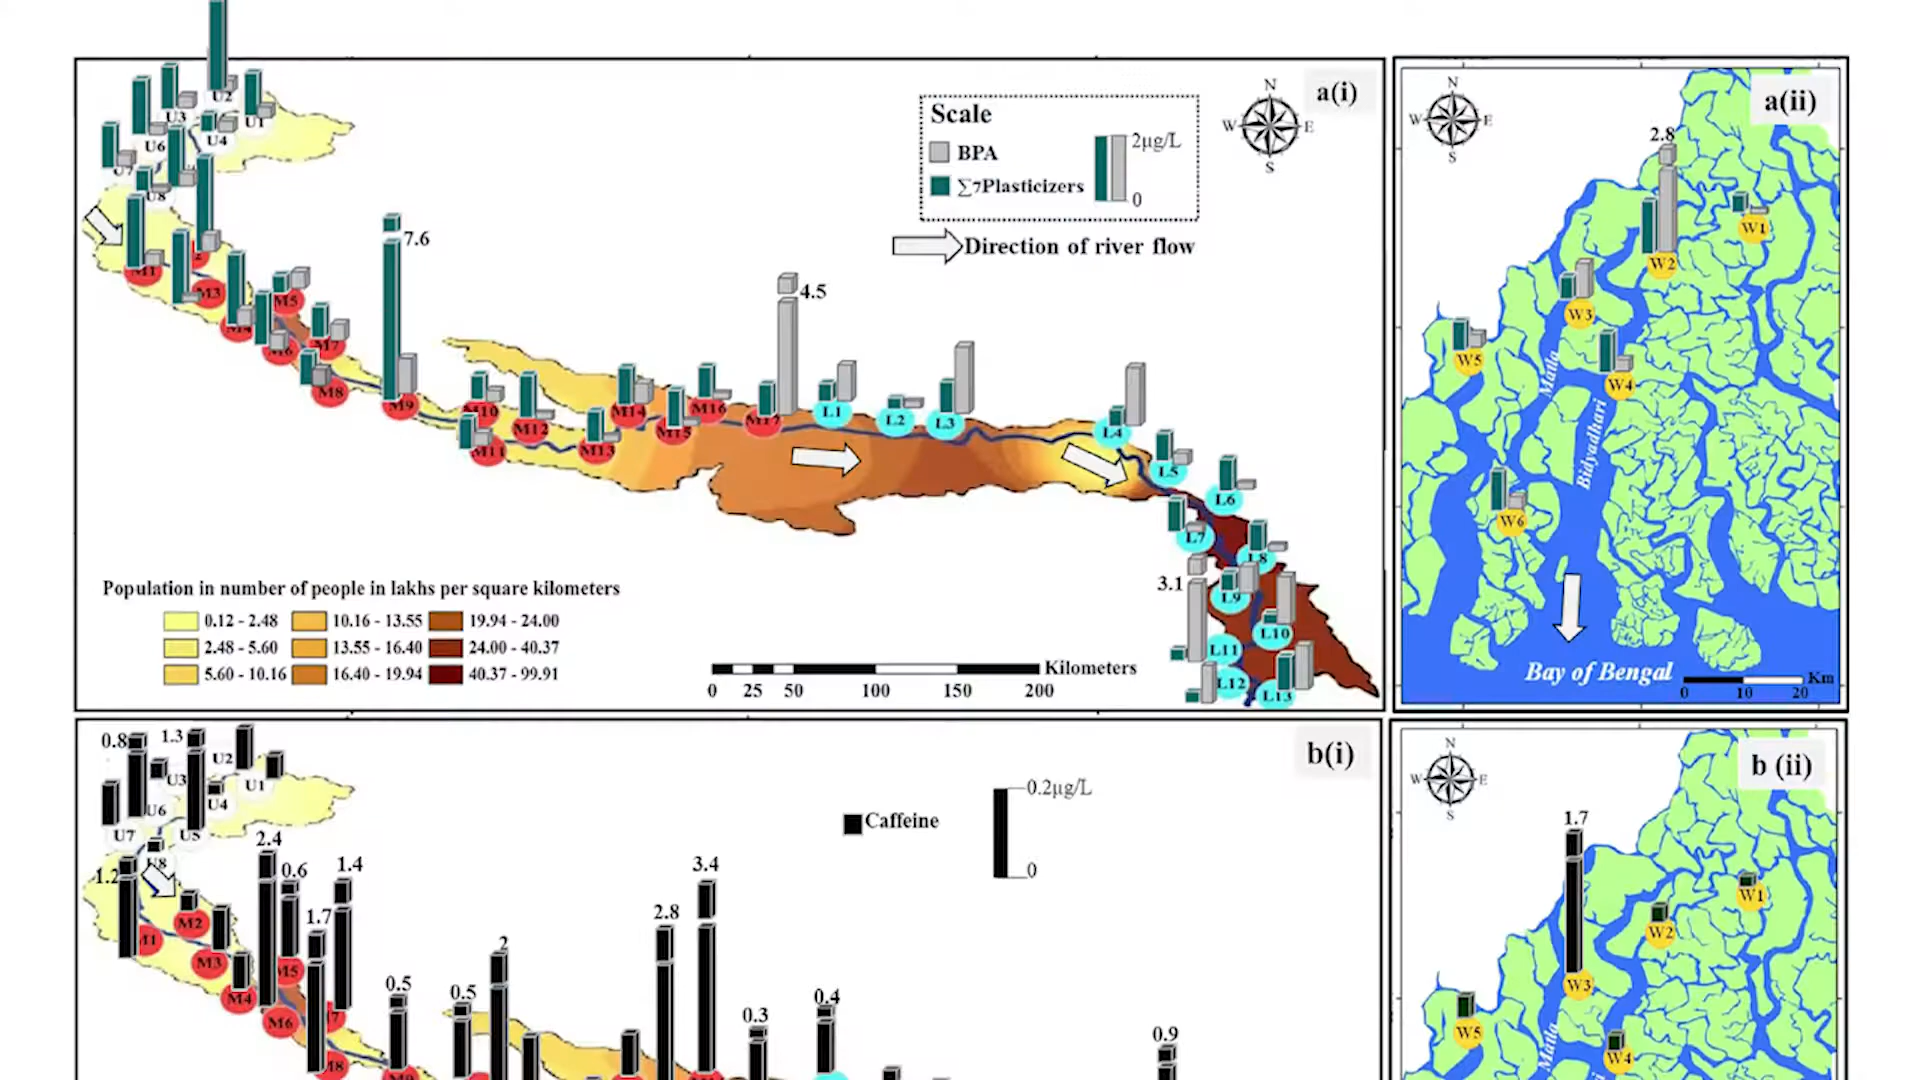 a(i)
N
W E
S
Scale
BPA
∑7Plasticizers
2µg/L
0
Direction of river flow
U2
U3
U1
U4
U6
U7
U8
M1
2
M3
M5
M6
M7
M8
7.6
M9
M10
M11
M12
M13
M14
M15
M16
M17
4.5
L1
L2
L3
L4
L5
L6
L7
L8
3.1
L9
L10
L11
L12
L13
Population in number of people in lakhs per square kilometers
0.12 - 2.48 10.16 - 13.55 19.94 - 24.00
2.48 - 5.60 13.55 - 16.40 24.00 - 40.37
5.60 - 10.16 16.40 - 19.94 40.37 - 99.91
Kilometers
0 25 50 100 150 200
a(ii)
N
W E
S
2.8
W1
W2
W3
W5
W4
W6
Matla
Bidyadhari
Bay of Bengal
Km
0 10 20
b(i)
Caffeine
0.2µg/L
0
0.8
1.3
U2
U3
U1
U4
U6
U7
U5
U8
1.2
2.4
0.6
1.4
1.7
M1
M2
M3
M4
M5
M6
7
M8
0.5
0.5
2
2.8
3.4
0.3
0.4
0.9
b (ii)
N
W E
S
1.7
W1
W2
W3
W5
W4
Matla